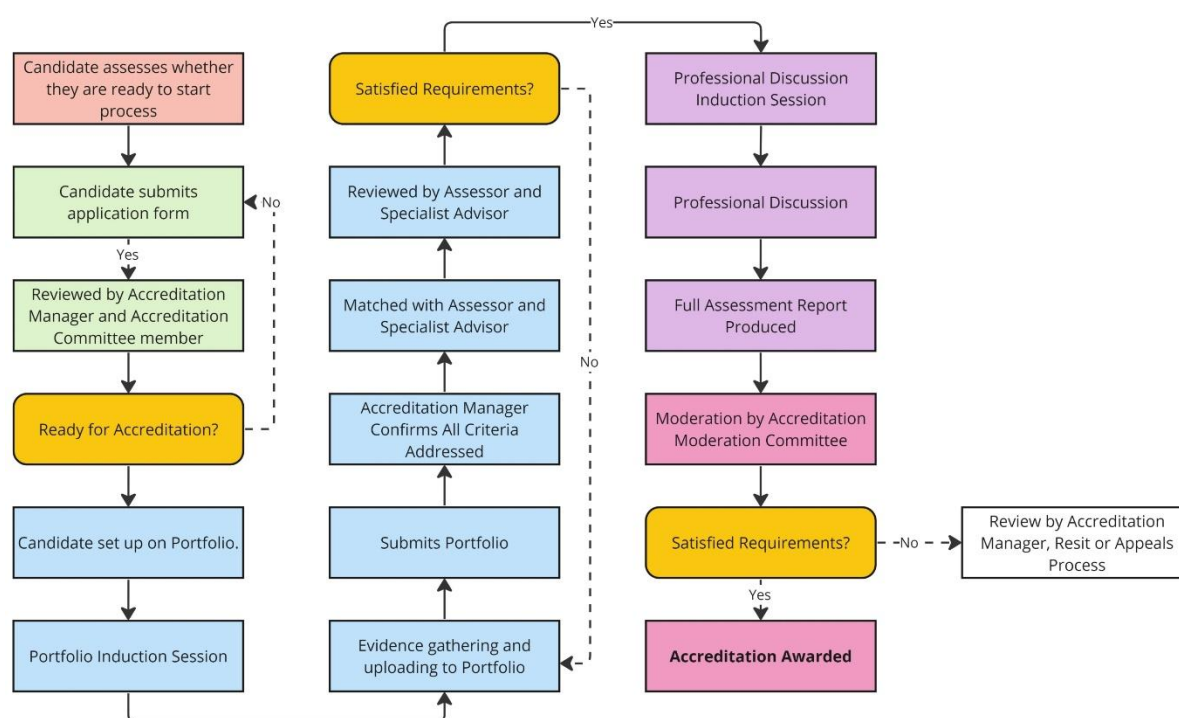 Candidate assesses whether
they are ready to start
process
Candidate submits
application form
No
Yes
Reviewed by Accreditation
Manager and Accreditation
Committee member
Ready for Accreditation?
Candidate set up on Portfolio.
Portfolio Induction Session
Yes
Satisfied Requirements?
Reviewed by Assessor and
Specialist Advisor
Matched with Assessor and
Specialist Advisor
No
Accreditation Manager
Confirms All Criteria
Addressed
Submits Portfolio
Evidence gathering and
uploading to Portfolio
Professional Discussion
Induction Session
Professional Discussion
Full Assessment Report
Produced
Moderation by Accreditation
Moderation Committee
Satisfied Requirements?
No
Review by Accreditation
Manager, Resit or Appeals
Process
Yes
Accreditation Awarded